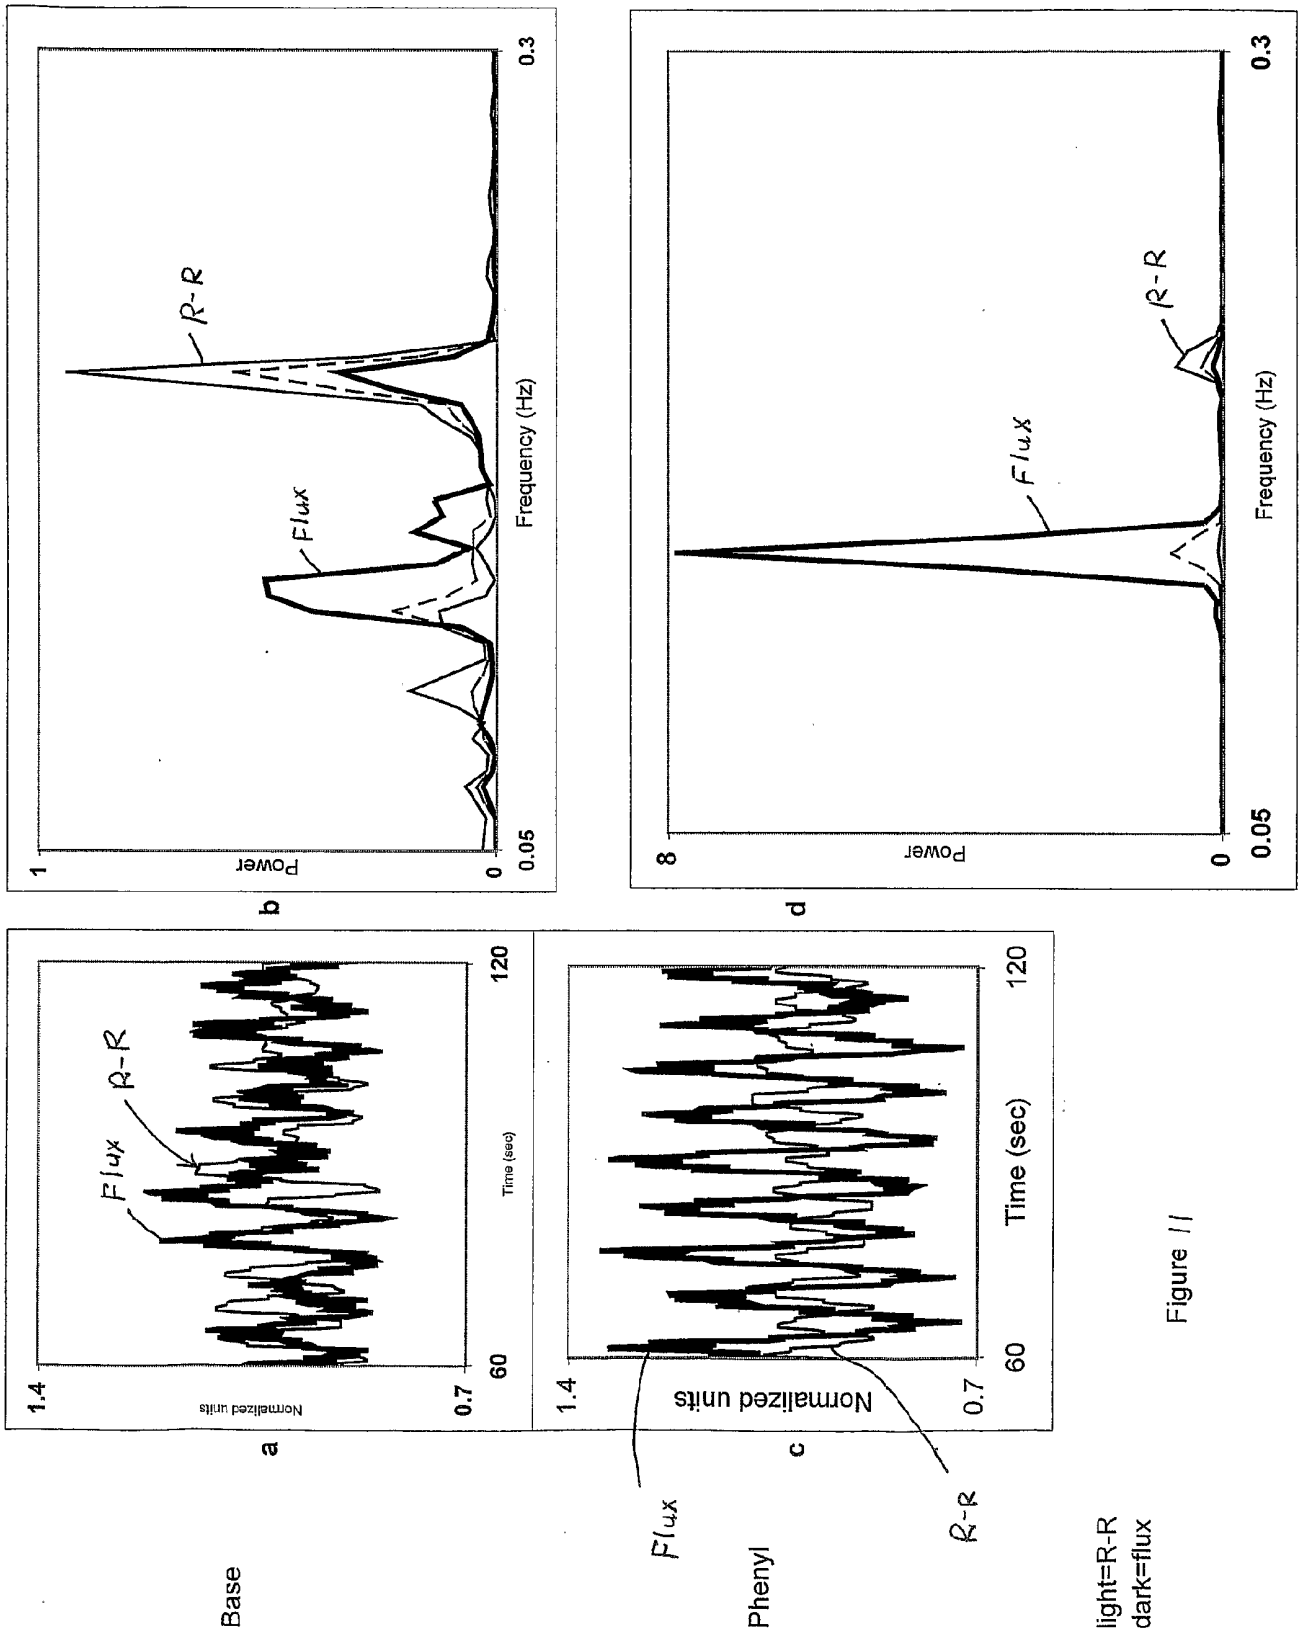 Base
a
1.4
0.7
Normalized units
60
120
Time (sec)
Flux
R-R
b
1
0
Power
0.05
0.3
Frequency (Hz)
Flux
R-R
Phenyl
c
1.4
0.7
Normalized units
60
120
Time (sec)
Flux
R-R
d
8
0
Power
0.05
0.3
Frequency (Hz)
Flux
R-R
light=R-R
dark=flux
Figure 11